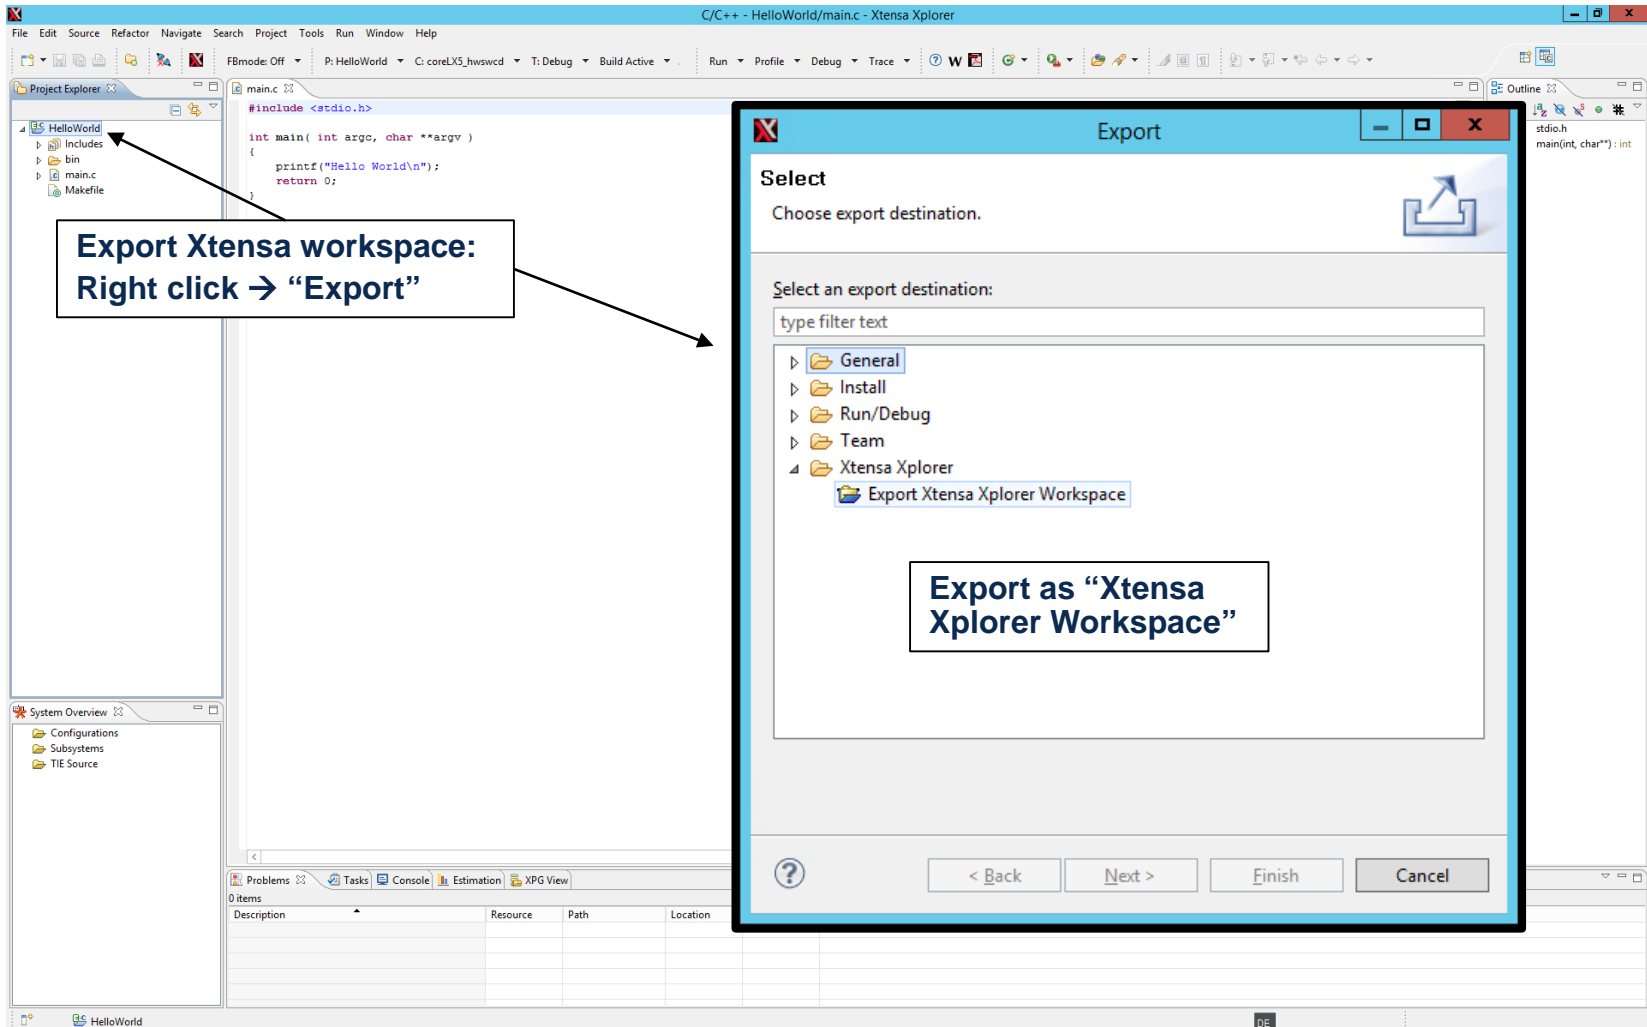 C/C++ - HelloWorld/main.c - Xtensa Xplorer
File Edit Source Refactor Navigate Search Project Tools Run Window Help
FBmode: Off P: HelloWorld C: coreLX5_hwswcd T: Debug Build Active Run Profile Debug Trace
Project Explorer
HelloWorld
Includes
bin
main.c
Makefile
main.c
#include <stdio.h>
int main( int argc, char **argv )
{
printf("Hello World\n");
return 0;
}
Export Xtensa workspace:
Right click → “Export”
Export
Select
Choose export destination.
Select an export destination:
type filter text
General
Install
Run/Debug
Team
Xtensa Xplorer
Export Xtensa Xplorer Workspace
Export as “Xtensa
Xplorer Workspace”
< Back Next > Finish Cancel
Outline
stdio.h
main(int, char**) : int
System Overview
Configurations
Subsystems
TIE Source
Problems Tasks Console Estimation XPG View
0 items
Description Resource Path Location
HelloWorld
DE